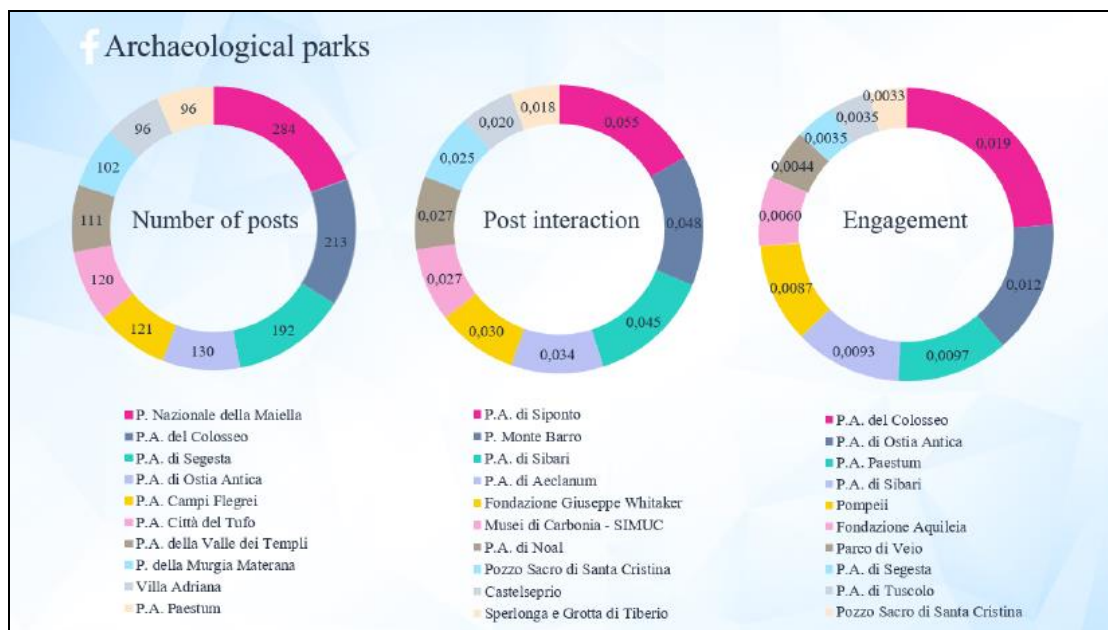 Archaeological parks
Number of posts
284
213
192
130
121
120
111
102
96
96
P. Nazionale della Maiella
P.A. del Colosseo
P.A. di Segesta
P.A. di Ostia Antica
P.A. Campi Flegrei
P.A. Città del Tufo
P.A. della Valle dei Templi
P. della Murgia Materana
Villa Adriana
P.A. Paestum
Post interaction
0,055
0,048
0,045
0,034
0,030
0,027
0,027
0,025
0,020
0,018
P.A. di Siponto
P. Monte Barro
P.A. di Sibari
P.A. di Aeclanum
Fondazione Giuseppe Whitaker
Musei di Carbonia - SIMUC
P.A. di Noal
Pozzo Sacro di Santa Cristina
Castelseprio
Sperlonga e Grotta di Tiberio
Engagement
0,019
0,012
0,0097
0,0093
0,0087
0,0060
0,0044
0,0035
0,0035
0,0033
P.A. del Colosseo
P.A. di Ostia Antica
P.A. Paestum
P.A. di Sibari
Pompeii
Fondazione Aquileia
Parco di Veio
P.A. di Segesta
P.A. di Tuscolo
Pozzo Sacro di Santa Cristina